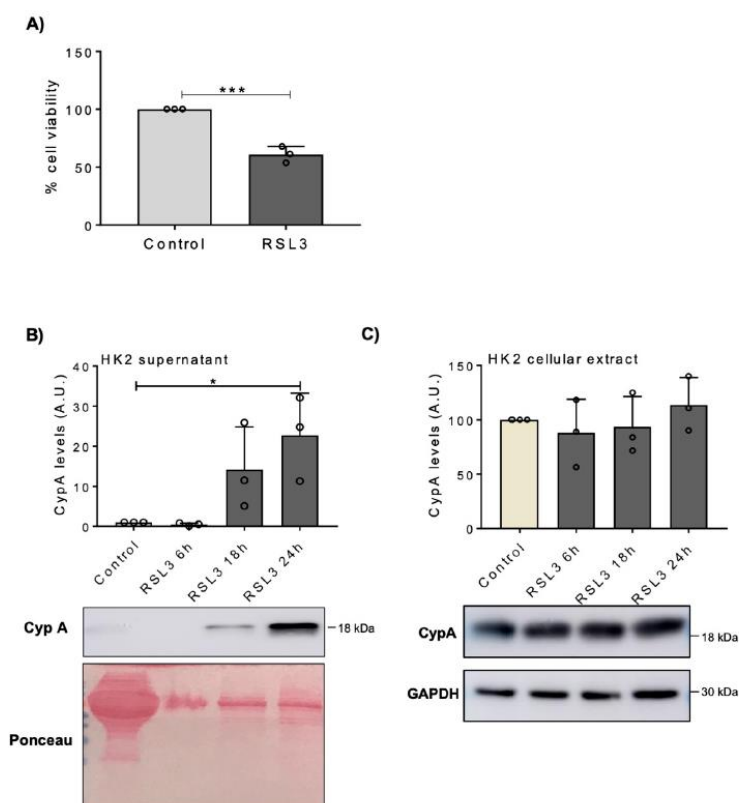 A)
150
100
50
0
% cell viability
***
Control
RSL3
B)
HK2 supernatant
40
30
20
10
0
CypA levels (A.U.)
*
Control
RSL3 6h
RSL3 18h
RSL3 24h
Cyp A
18 kDa
Ponceau
C)
HK2 cellular extract
150
100
50
0
CypA levels (A.U.)
Control
RSL3 6h
RSL3 18h
RSL3 24h
CypA
18 kDa
GAPDH
30 kDa